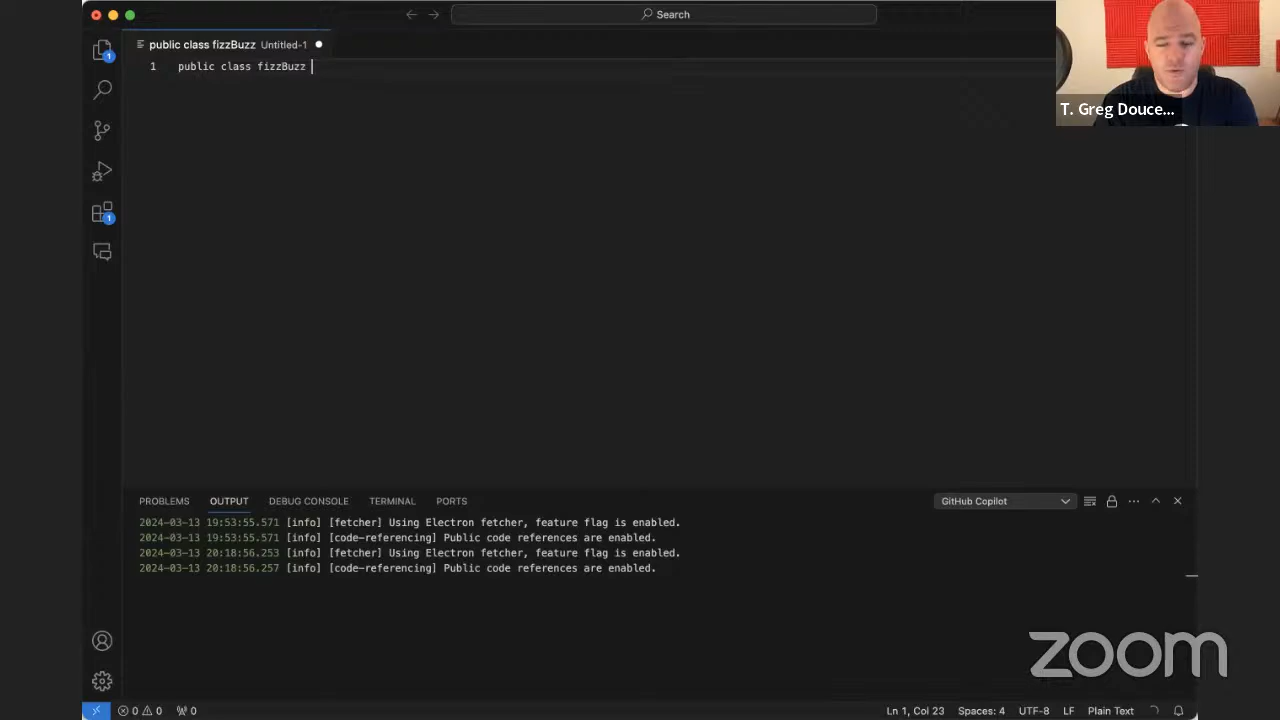 Search
public class fizzBuzz Untitled-1
1 public class fizzBuzz
T. Greg Douce...
1
1
PROBLEMS OUTPUT DEBUG CONSOLE TERMINAL PORTS GitHub Copilot
2024-03-13 19:53:55.571 [info] [fetcher] Using Electron fetcher, feature flag is enabled.
2024-03-13 19:53:55.571 [info] [code-referencing] Public code references are enabled.
2024-03-13 20:18:56.253 [info] [fetcher] Using Electron fetcher, feature flag is enabled.
2024-03-13 20:18:56.257 [info] [code-referencing] Public code references are enabled.
zoom
0 0 0 Ln 1, Col 23 Spaces: 4 UTF-8 LF Plain Text